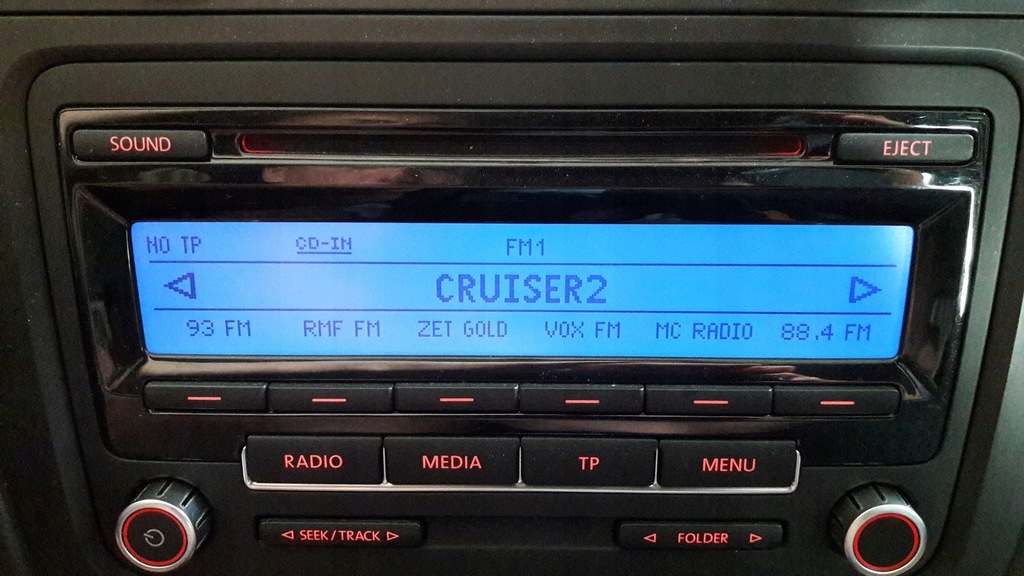 SOUND EJECT
NO TP CD-IN FM1
CRUISER2
93 FM RMF FM ZET GOLD VOX FM MC RADIO 88.4 FM
RADIO MEDIA TP MENU
SEEK / TRACK FOLDER